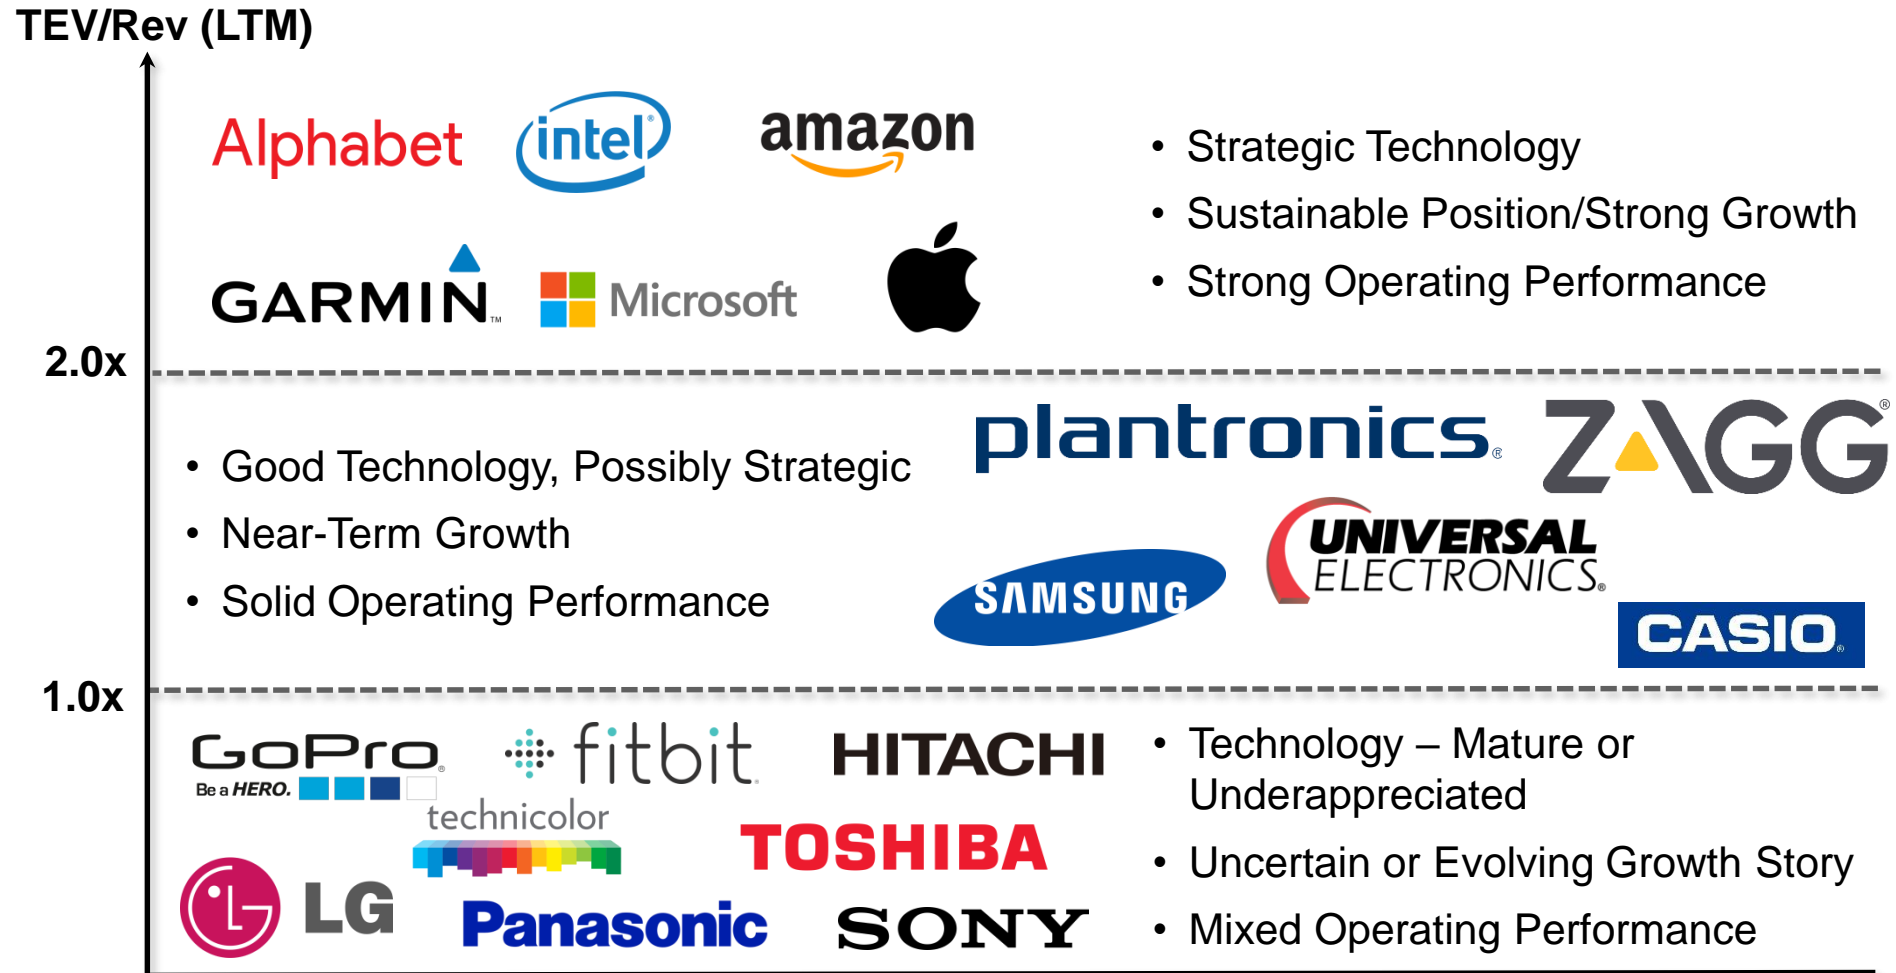 TEV/Rev (LTM)
Alphabet
intel®
amazon
• Strategic Technology
• Sustainable Position/Strong Growth
• Strong Operating Performance
GARMIN™
Microsoft
2.0x
plantronics®
ZAGG®
• Good Technology, Possibly Strategic
• Near-Term Growth
• Solid Operating Performance
SAMSUNG
UNIVERSAL
ELECTRONICS®
CASIO®
1.0x
GoPro®
Be a HERO.
fitbit
HITACHI
• Technology – Mature or
Underappreciated
• Uncertain or Evolving Growth Story
• Mixed Operating Performance
technicolor
TOSHIBA
LG
LG
Panasonic
SONY